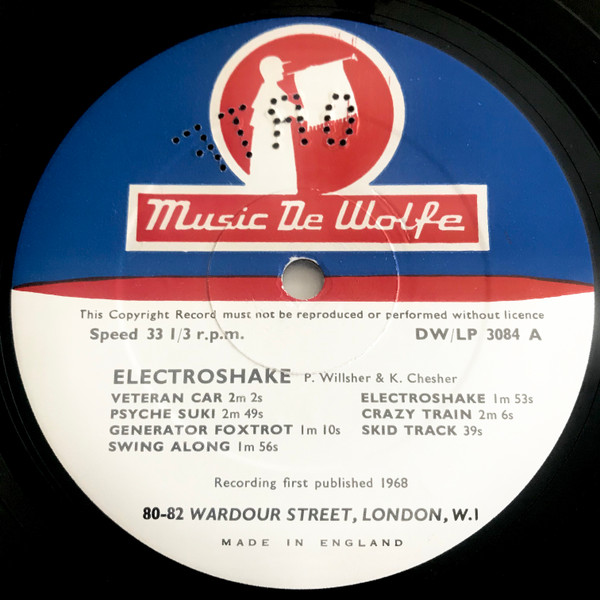 Music De Wolfe
This Copyright Record must not be reproduced or performed without licence
Speed 33 1/3 r.p.m. DW/LP 3084 A
ELECTROSHAKE P. Willsher & K. Chesher
VETERAN CAR 2m 2s ELECTROSHAKE 1m 53s
PSYCHE SUKI 2m 49s CRAZY TRAIN 2m 6s
GENERATOR FOXTROT 1m 10s SKID TRACK 39s
SWING ALONG 1m 56s
Recording first published 1968
80-82 WARDOUR STREET, LONDON, W.1
MADE IN ENGLAND